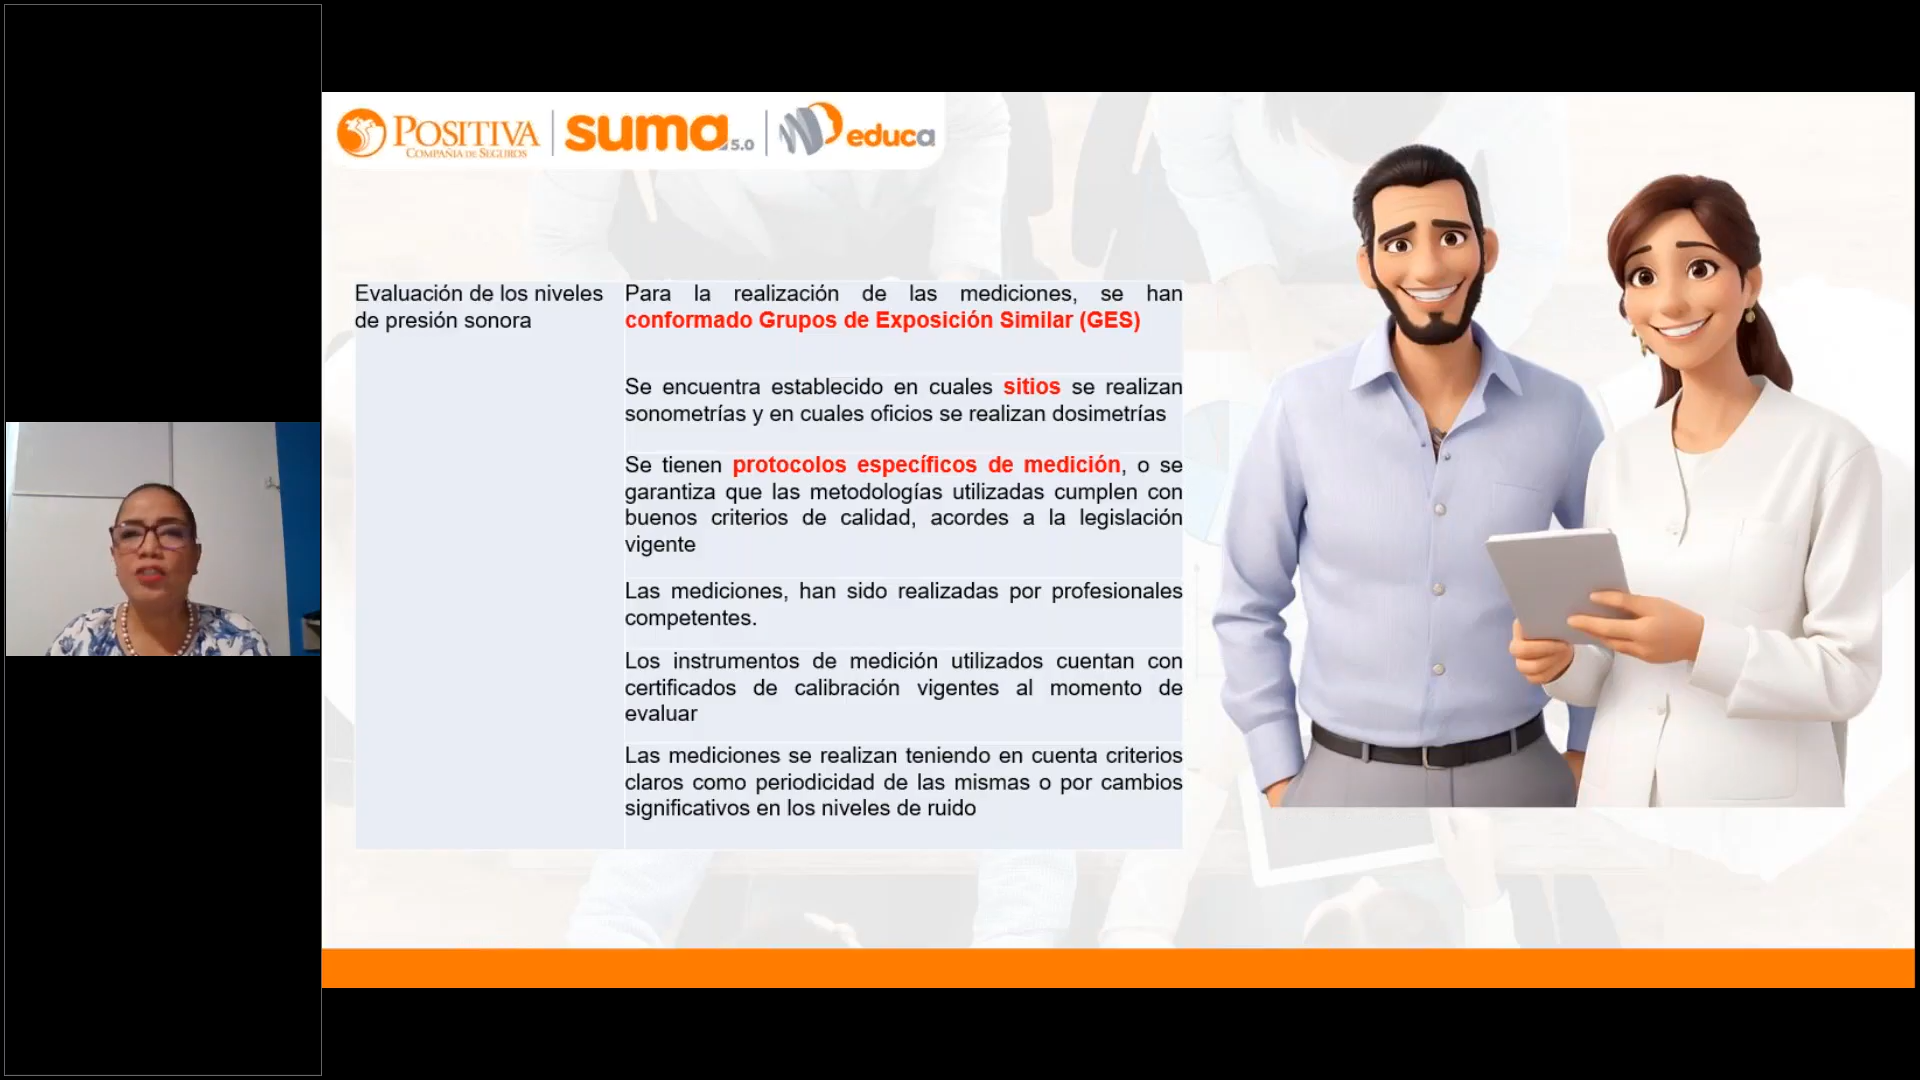 POSITIVA
COMPAÑIA DE SEGUROS
suma 5.0
educa
Evaluación de los niveles
de presión sonora
Para la realización de las mediciones, se han
conformado Grupos de Exposición Similar (GES)
Se encuentra establecido en cuales sitios se realizan
sonometrías y en cuales oficios se realizan dosimetrías
Se tienen protocolos específicos de medición, o se
garantiza que las metodologías utilizadas cumplen con
buenos criterios de calidad, acordes a la legislación
vigente
Las mediciones, han sido realizadas por profesionales
competentes.
Los instrumentos de medición utilizados cuentan con
certificados de calibración vigentes al momento de
evaluar
Las mediciones se realizan teniendo en cuenta criterios
claros como periodicidad de las mismas o por cambios
significativos en los niveles de ruido